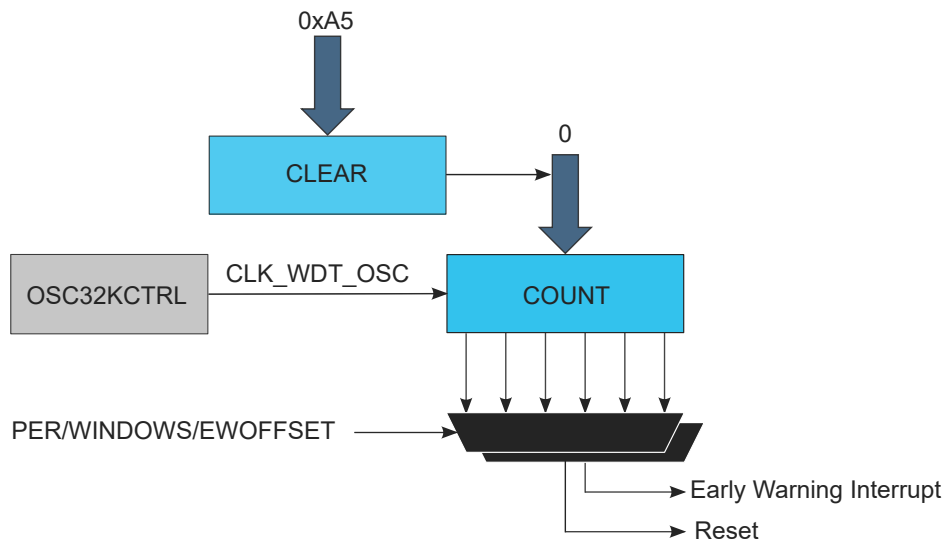 0xA5
CLEAR
0
OSC32KCTRL
CLK_WDT_OSC
COUNT
PER/WINDOWS/EWOFFSET
Early Warning Interrupt
Reset